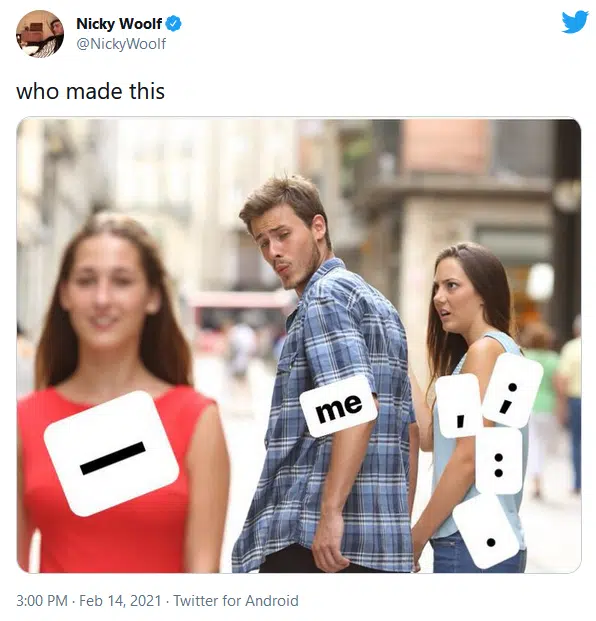 Nicky Woolf
@NickyWoolf
who made this
—
me
,
;
:
.
3:00 PM · Feb 14, 2021 · Twitter for Android